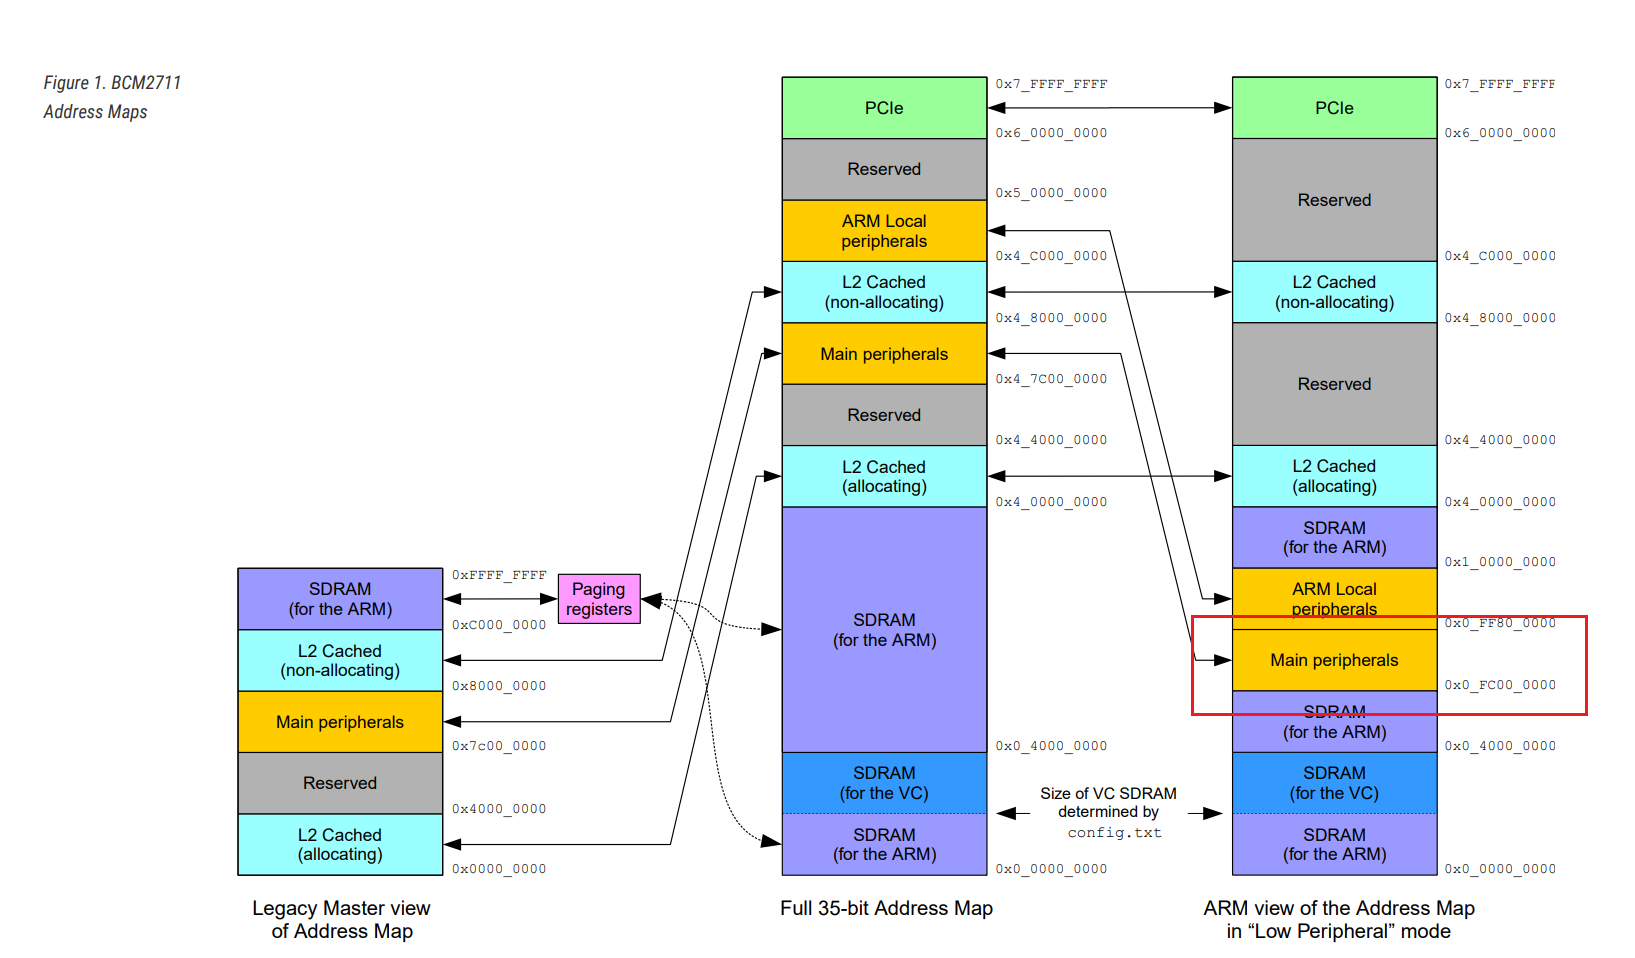 Figure 1. BCM2711
Address Maps
SDRAM
(for the ARM)
L2 Cached
(non-allocating)
Main peripherals
Reserved
L2 Cached
(allocating)
0xFFFF_FFFF
0xC000_0000
0x8000_0000
0x7c00_0000
0x4000_0000
0x0000_0000
Legacy Master view
of Address Map
Paging
registers
PCIe
Reserved
ARM Local
peripherals
L2 Cached
(non-allocating)
Main peripherals
Reserved
L2 Cached
(allocating)
SDRAM
(for the ARM)
SDRAM
(for the VC)
SDRAM
(for the ARM)
0x7_FFFF_FFFF
0x6_0000_0000
0x5_0000_0000
0x4_C000_0000
0x4_8000_0000
0x4_7C00_0000
0x4_4000_0000
0x4_0000_0000
0x0_4000_0000
0x0_0000_0000
Full 35-bit Address Map
Size of VC SDRAM
determined by
config.txt
PCIe
Reserved
L2 Cached
(non-allocating)
Reserved
L2 Cached
(allocating)
SDRAM
(for the ARM)
ARM Local
peripherals
Main peripherals
SDRAM
(for the ARM)
SDRAM
(for the VC)
SDRAM
(for the ARM)
0x7_FFFF_FFFF
0x6_0000_0000
0x4_C000_0000
0x4_8000_0000
0x4_4000_0000
0x4_0000_0000
0x1_0000_0000
0x0_FF80_0000
0x0_FC00_0000
0x0_4000_0000
0x0_0000_0000
ARM view of the Address Map
in “Low Peripheral” mode